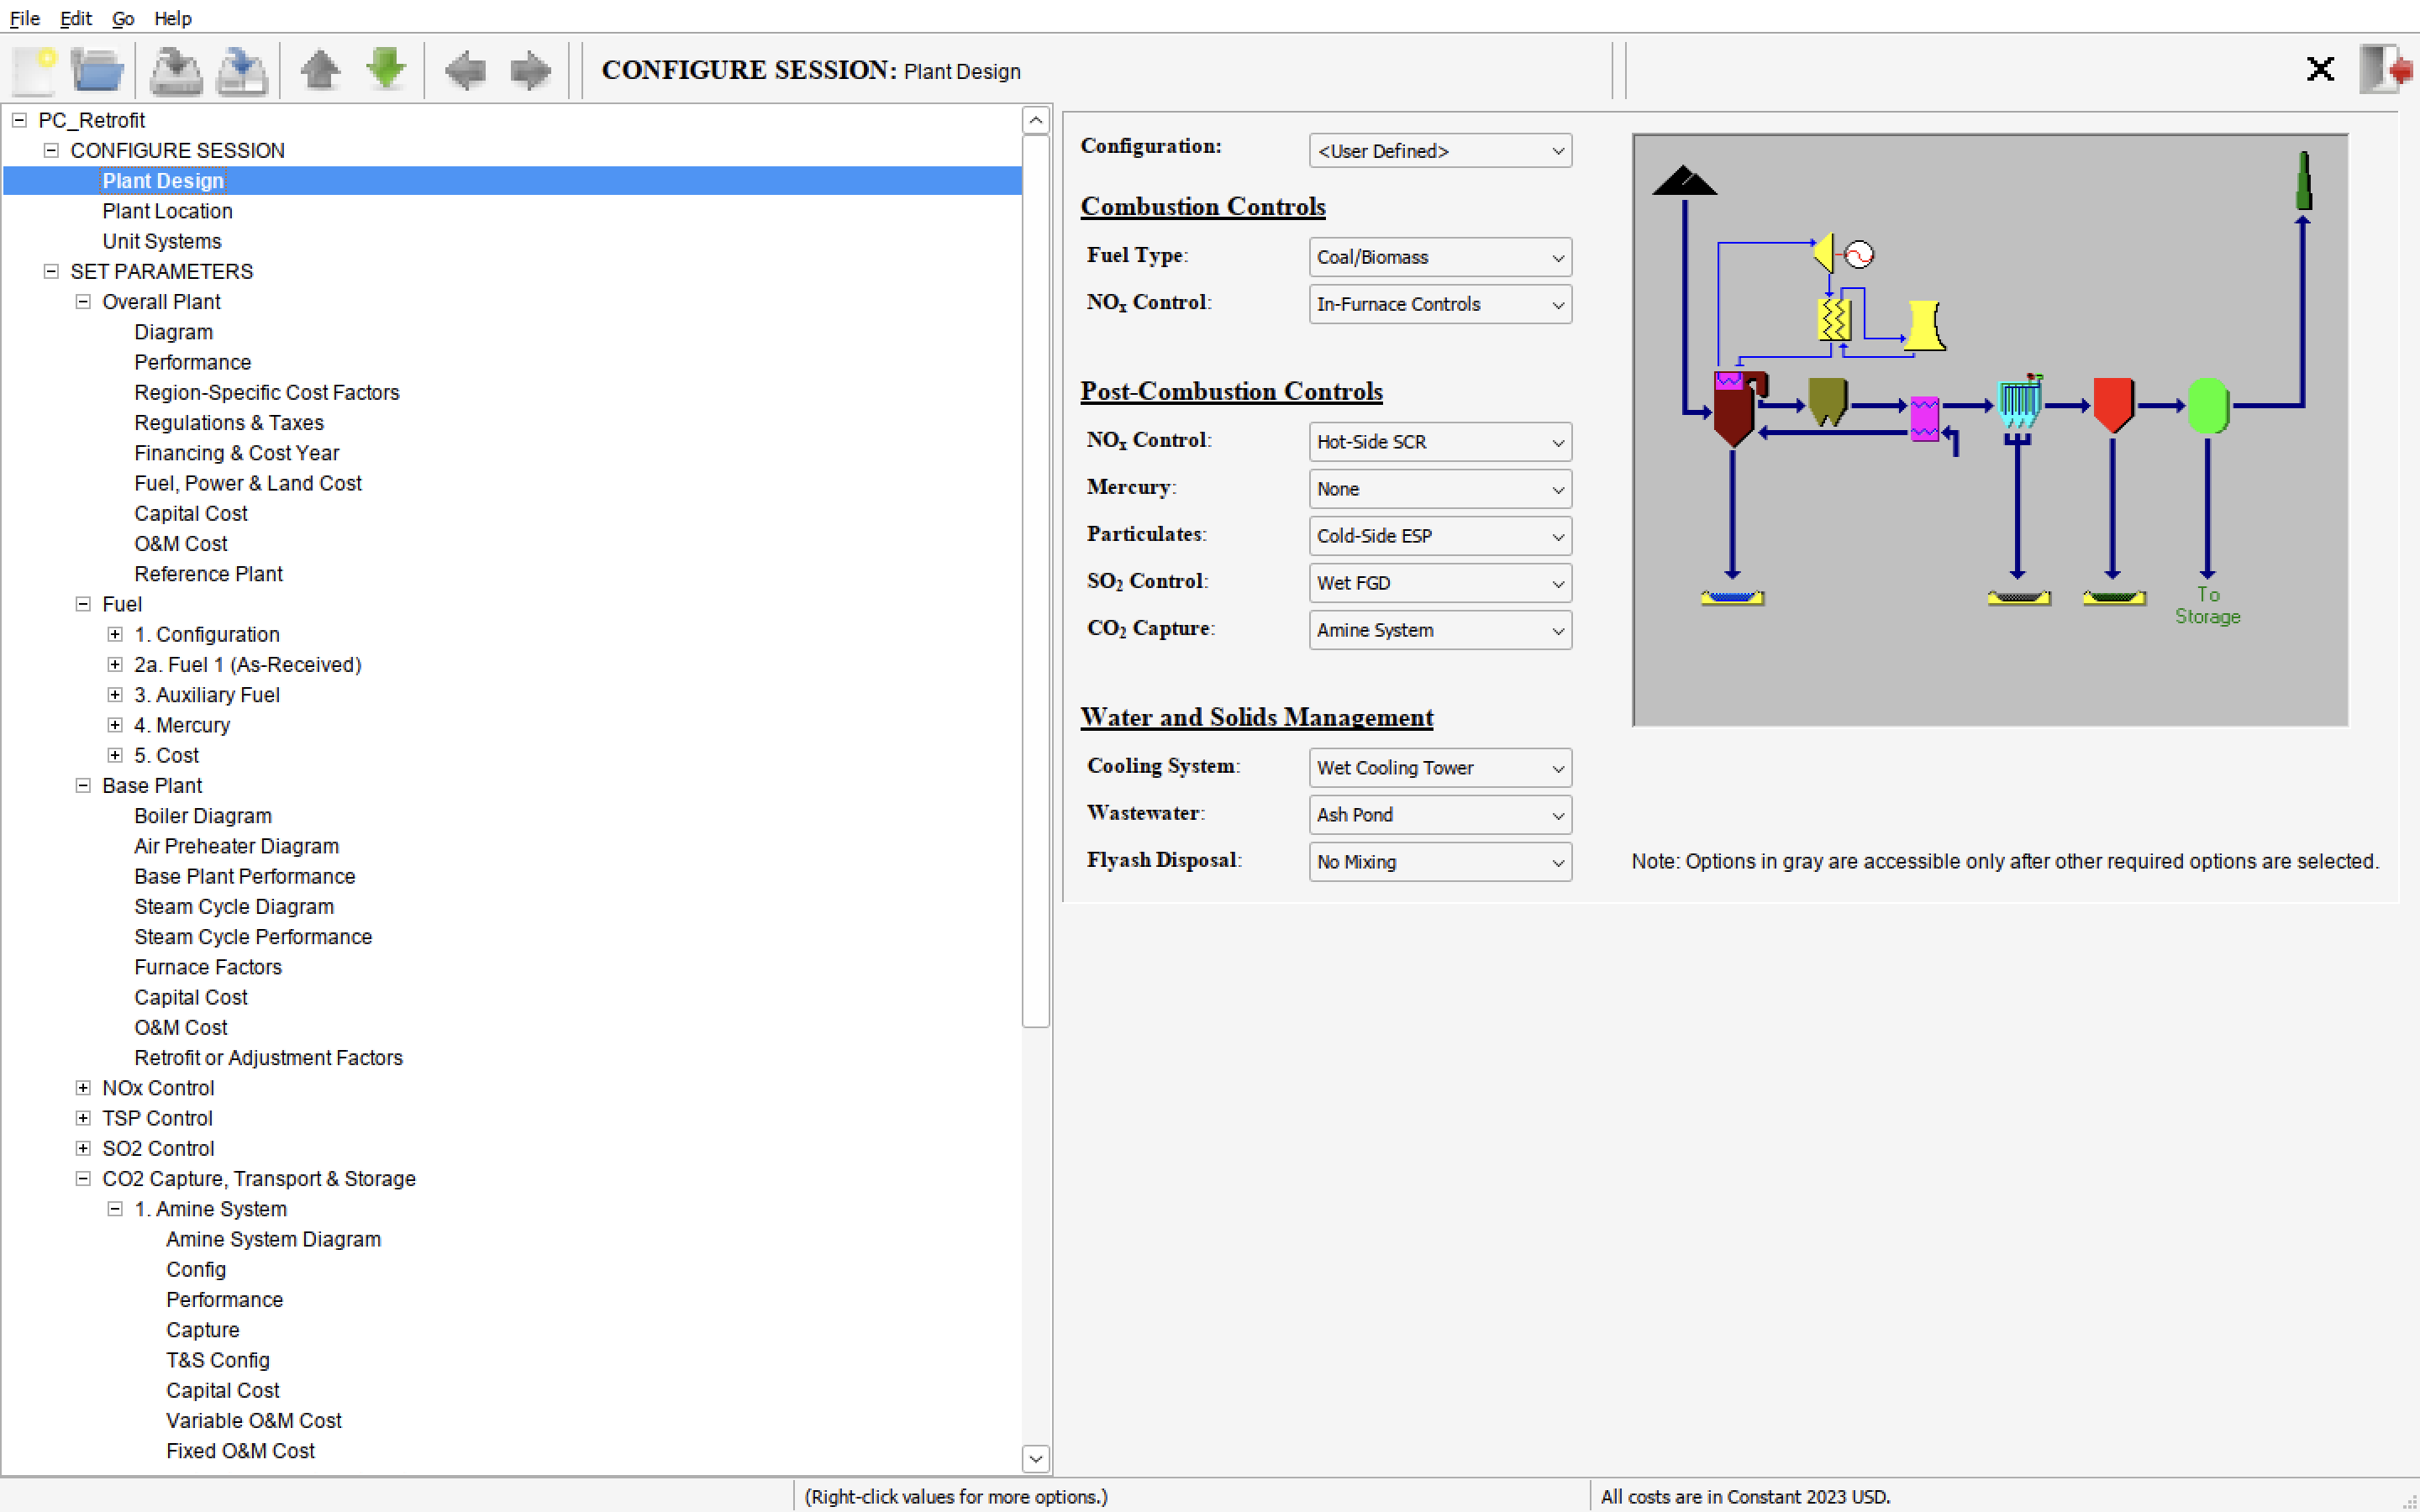 File Edit Go Help
CONFIGURE SESSION: Plant Design
PC_Retrofit
CONFIGURE SESSION
Plant Design
Plant Location
Unit Systems
SET PARAMETERS
Overall Plant
Diagram
Performance
Region-Specific Cost Factors
Regulations & Taxes
Financing & Cost Year
Fuel, Power & Land Cost
Capital Cost
O&M Cost
Reference Plant
Fuel
1. Configuration
2a. Fuel 1 (As-Received)
3. Auxiliary Fuel
4. Mercury
5. Cost
Base Plant
Boiler Diagram
Air Preheater Diagram
Base Plant Performance
Steam Cycle Diagram
Steam Cycle Performance
Furnace Factors
Capital Cost
O&M Cost
Retrofit or Adjustment Factors
NOx Control
TSP Control
SO2 Control
CO2 Capture, Transport & Storage
1. Amine System
Amine System Diagram
Config
Performance
Capture
T&S Config
Capital Cost
Variable O&M Cost
Fixed O&M Cost
Configuration: <User Defined>
Combustion Controls
Fuel Type: Coal/Biomass
NOx Control: In-Furnace Controls
Post-Combustion Controls
NOx Control: Hot-Side SCR
Mercury: None
Particulates: Cold-Side ESP
SO2 Control: Wet FGD
CO2 Capture: Amine System
Water and Solids Management
Cooling System: Wet Cooling Tower
Wastewater: Ash Pond
Flyash Disposal: No Mixing
To
Storage
Note: Options in gray are accessible only after other required options are selected.
(Right-click values for more options.)
All costs are in Constant 2023 USD.